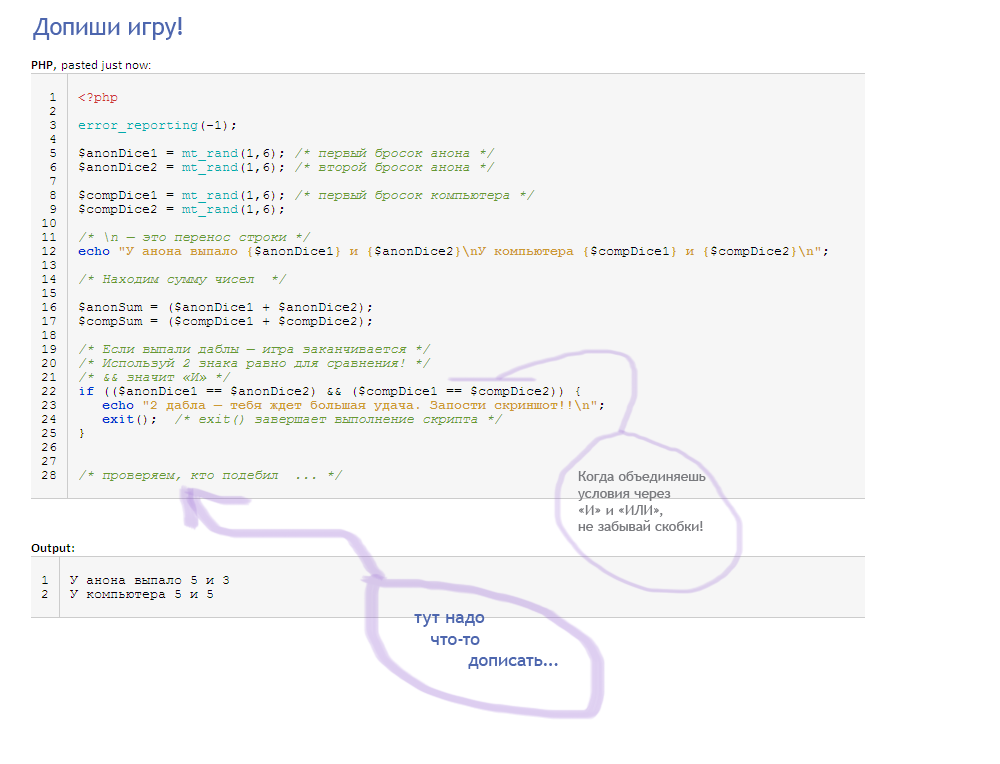 Допиши игру!
PHP, pasted just now:
1 <?php
2
3 error_reporting(-1);
4
5 $anonDice1 = mt_rand(1,6); /* первый бросок анона */
6 $anonDice2 = mt_rand(1,6); /* второй бросок анона */
7
8 $compDice1 = mt_rand(1,6); /* первый бросок компьютера */
9 $compDice2 = mt_rand(1,6);
10
11 /* \n — это перенос строки */
12 echo "У анона выпало {$anonDice1} и {$anonDice2}\nУ компьютера {$compDice1} и {$compDice2}\n";
13
14 /* Находим сумму чисел */
15
16 $anonSum = ($anonDice1 + $anonDice2);
17 $compSum = ($compDice1 + $compDice2);
18
19 /* Если выпали даблы — игра заканчивается */
20 /* Используй 2 знака равно для сравнения! */
21 /* && значит «И» */
22 if (($anonDice1 == $anonDice2) && ($compDice1 == $compDice2)) {
23 echo "2 дабла — тебя ждет большая удача. Запости скриншот!!\n";
24 exit(); /* exit() завершает выполнение скрипта */
25 }
26
27
28 /* проверяем, кто подебил ... */
Когда объединяешь
условия через
«И» и «ИЛИ»,
не забывай скобки!
Output:
1 У анона выпало 5 и 3
2 У компьютера 5 и 5
тут надо
что-то
дописать...